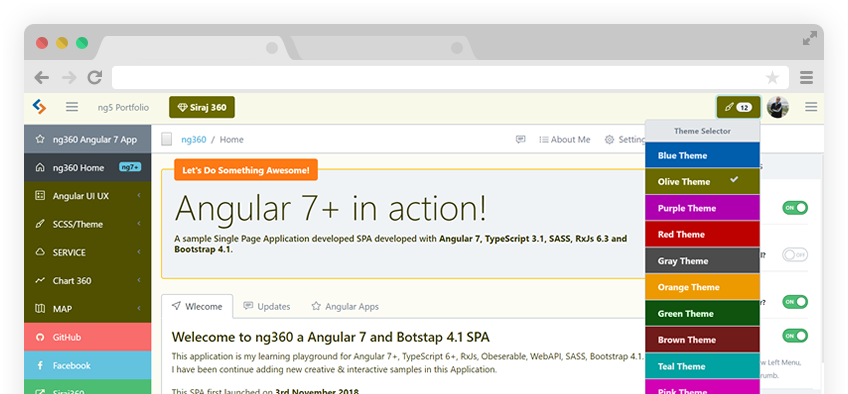 ng5 Portfolio
Siraj 360
12
ng360 Angular 7 App
ng360 Home ng7+
Angular UI UX
SCSS/Theme
SERVICE
Chart 360
MAP
GitHub
Facebook
Siraj360
ng360 / Home
About Me
Setting
Let's Do Something Awesome!
Angular 7+ in action!
A sample Single Page Application developed SPA developed with Angular 7, TypeScript 3.1, SASS, RxJs 6.3 and
Bootstrap 4.1.
Wlecome
Updates
Angular Apps
Welecome to ng360 a Angular 7 and Botstap 4.1 SPA
This application is my learning playground for Angular 7+, TypeScript 6+, RxJs, Obeserable, WebAPI, SASS, Bootstrap 4.1.
I have been continue adding new creative & interactive samples in this Application.
This SPA first launched on 3rd November 2018
Theme Selector
Blue Theme
Olive Theme
Purple Theme
Red Theme
Gray Theme
Orange Theme
Green Theme
Brown Theme
Teal Theme
Pink Theme
s
ON
l?
OFF
r?
ON
ON
w Left Menu,
umb.